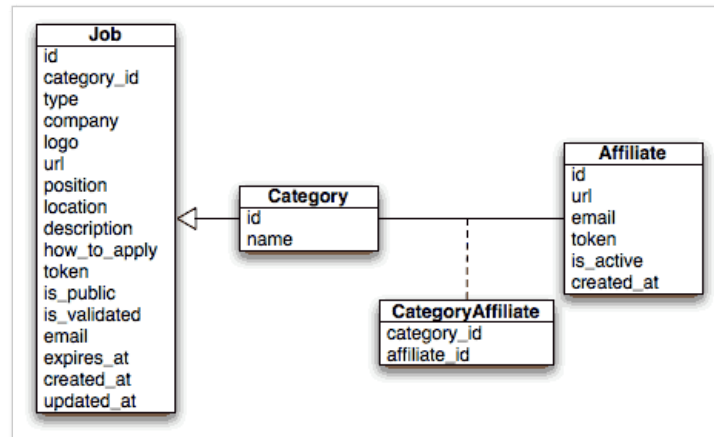 Job
id
category_id
type
company
logo
url
position
location
description
how_to_apply
token
is_public
is_validated
email
expires_at
created_at
updated_at
Category
id
name
CategoryAffiliate
category_id
affiliate_id
Affiliate
id
url
email
token
is_active
created_at